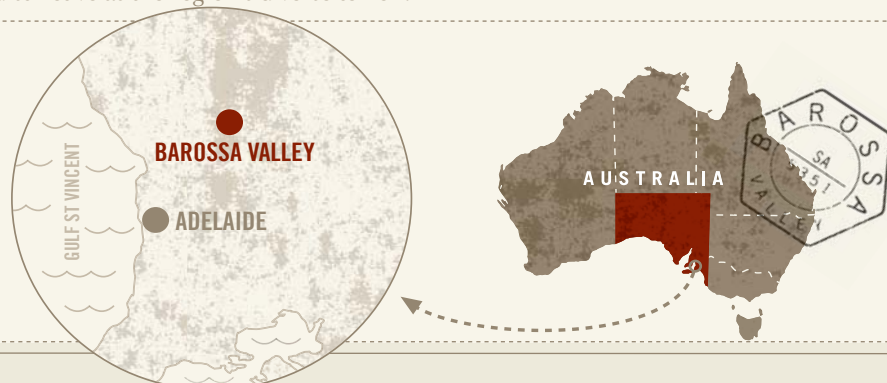 BAROSSA VALLEY
GULF ST VINCENT
ADELAIDE
AUSTRALIA
BAROSSA
SA
5351
VALLEY